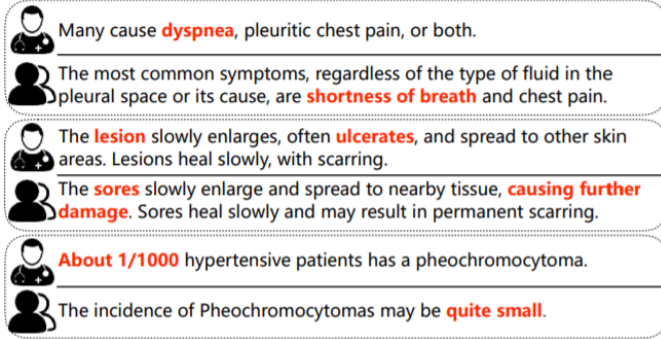 Many cause dyspnea, pleuritic chest pain, or both.
The most common symptoms, regardless of the type of fluid in the
pleural space or its cause, are shortness of breath and chest pain.
The lesion slowly enlarges, often ulcerates, and spread to other skin
areas. Lesions heal slowly, with scarring.
The sores slowly enlarge and spread to nearby tissue, causing further
damage. Sores heal slowly and may result in permanent scarring.
About 1/1000 hypertensive patients has a pheochromocytoma.
The incidence of Pheochromocytomas may be quite small.